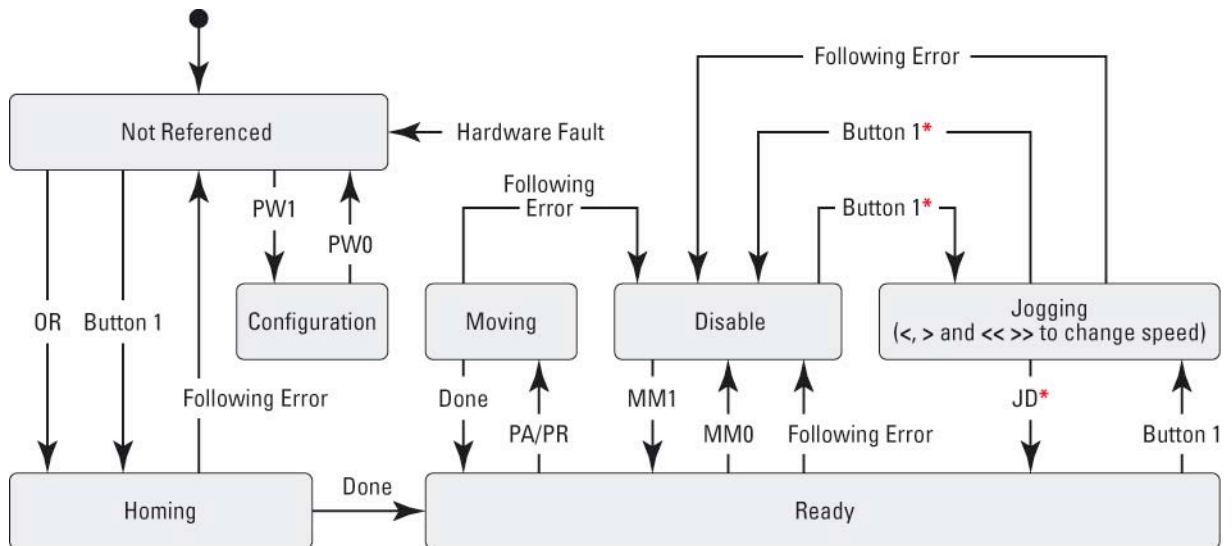 Following Error
Not Referenced
Hardware Fault
Button 1*
Following
Error
Button 1*
PW1
PW0
OR
Button 1
Configuration
Moving
Disable
Jogging
(<, > and << >> to change speed)
Following Error
Done
PA/PR
MM1
MM0
Following Error
JD*
Button 1
Done
Homing
Ready